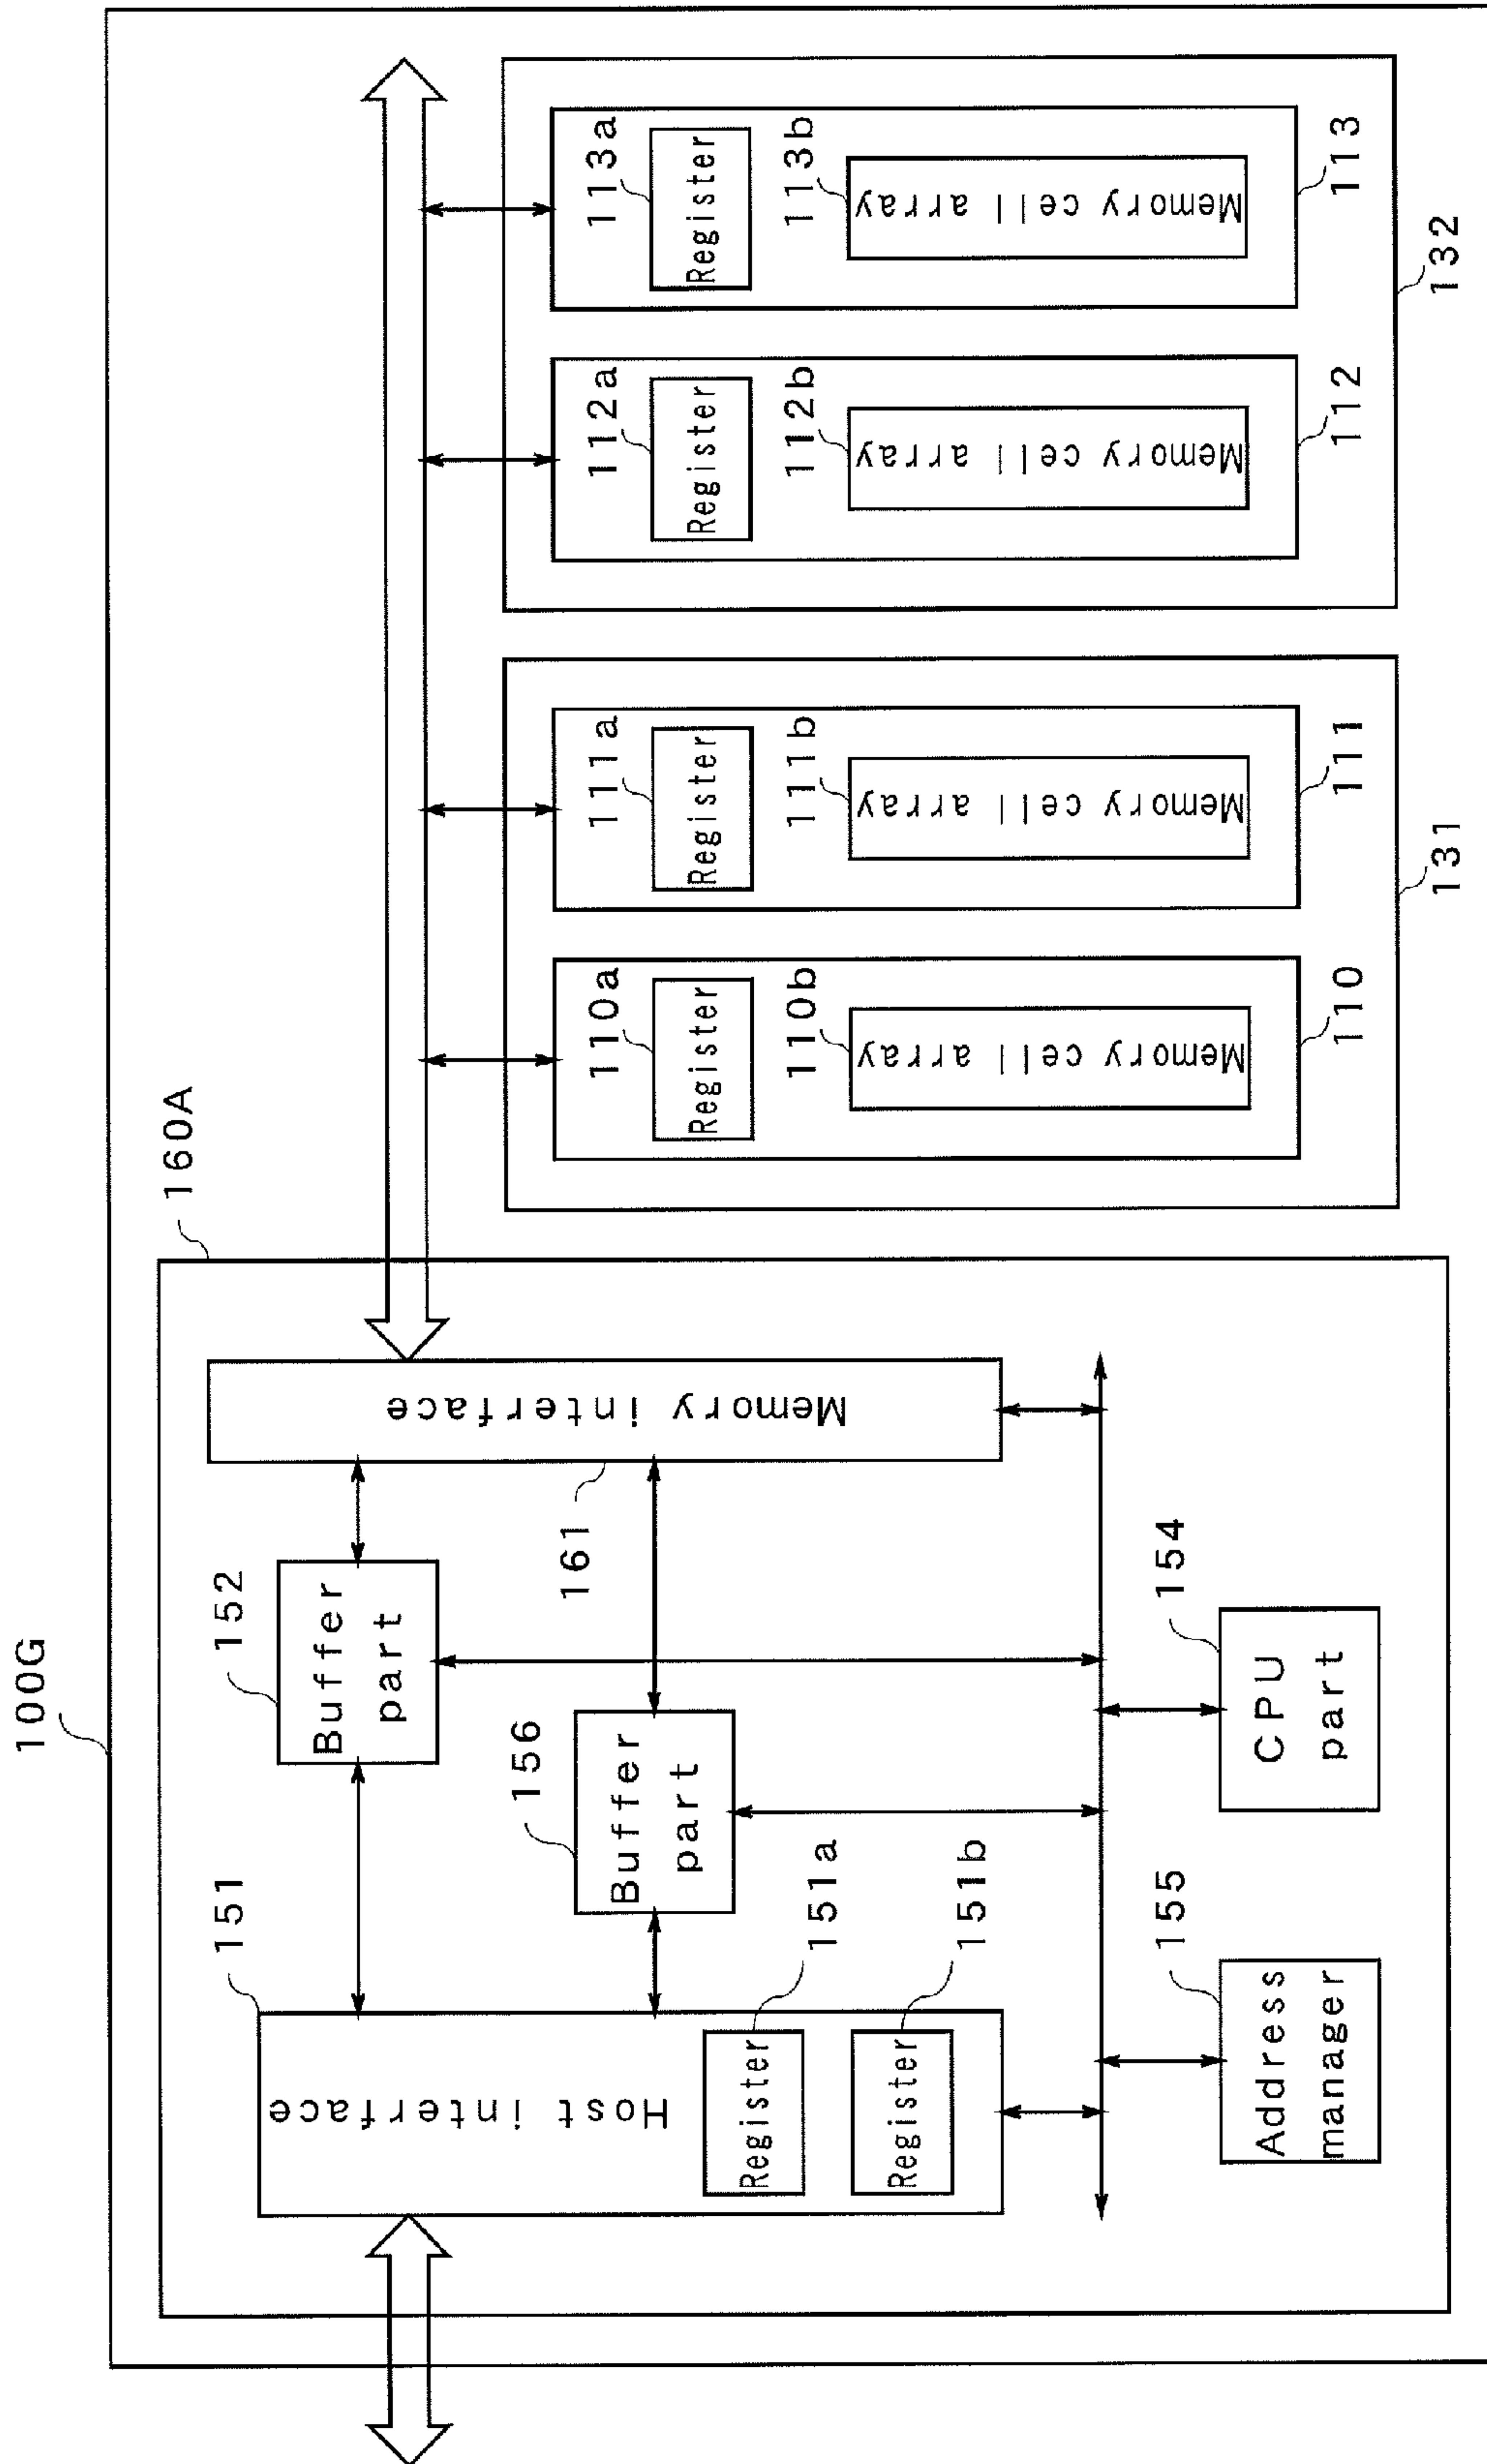 100G
160A
151
Host interface
Register
151a
Register
151b
152
Buffer
part
156
Buffer
part
161
Memory interface
155
Address
manager
154
CPU
part
110a
Register
110b
Memory cell array
110
111a
Register
111b
Memory cell array
111
131
112a
Register
112b
Memory cell array
112
113a
Register
113b
Memory cell array
113
132